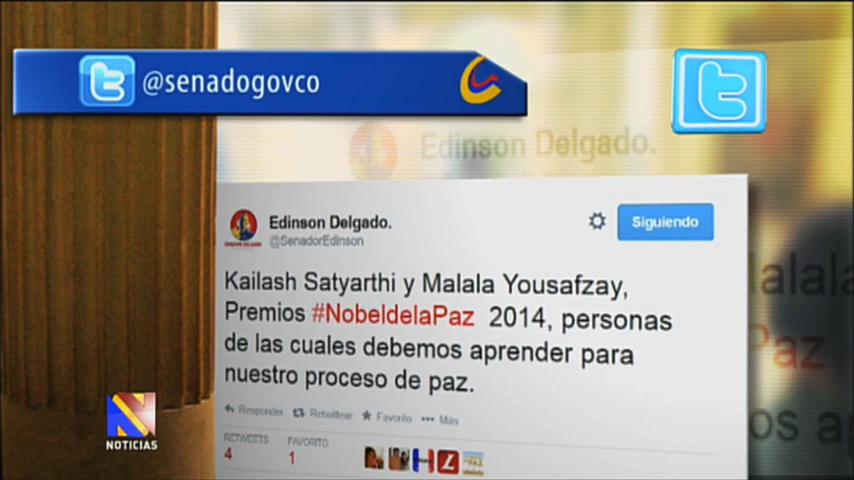 @senadogovco
Edinson Delgado.
Edinson Delgado.
@SenadorEdinson
Siguiendo
Kailash Satyarthi y Malala Yousafzay,
Premios #NobeldelaPaz 2014, personas
de las cuales debemos aprender para
nuestro proceso de paz.
Responder Retwittear Favorito Más
RETWEETS FAVORITO
4 1
NOTICIAS
Malala
Paz
os ap